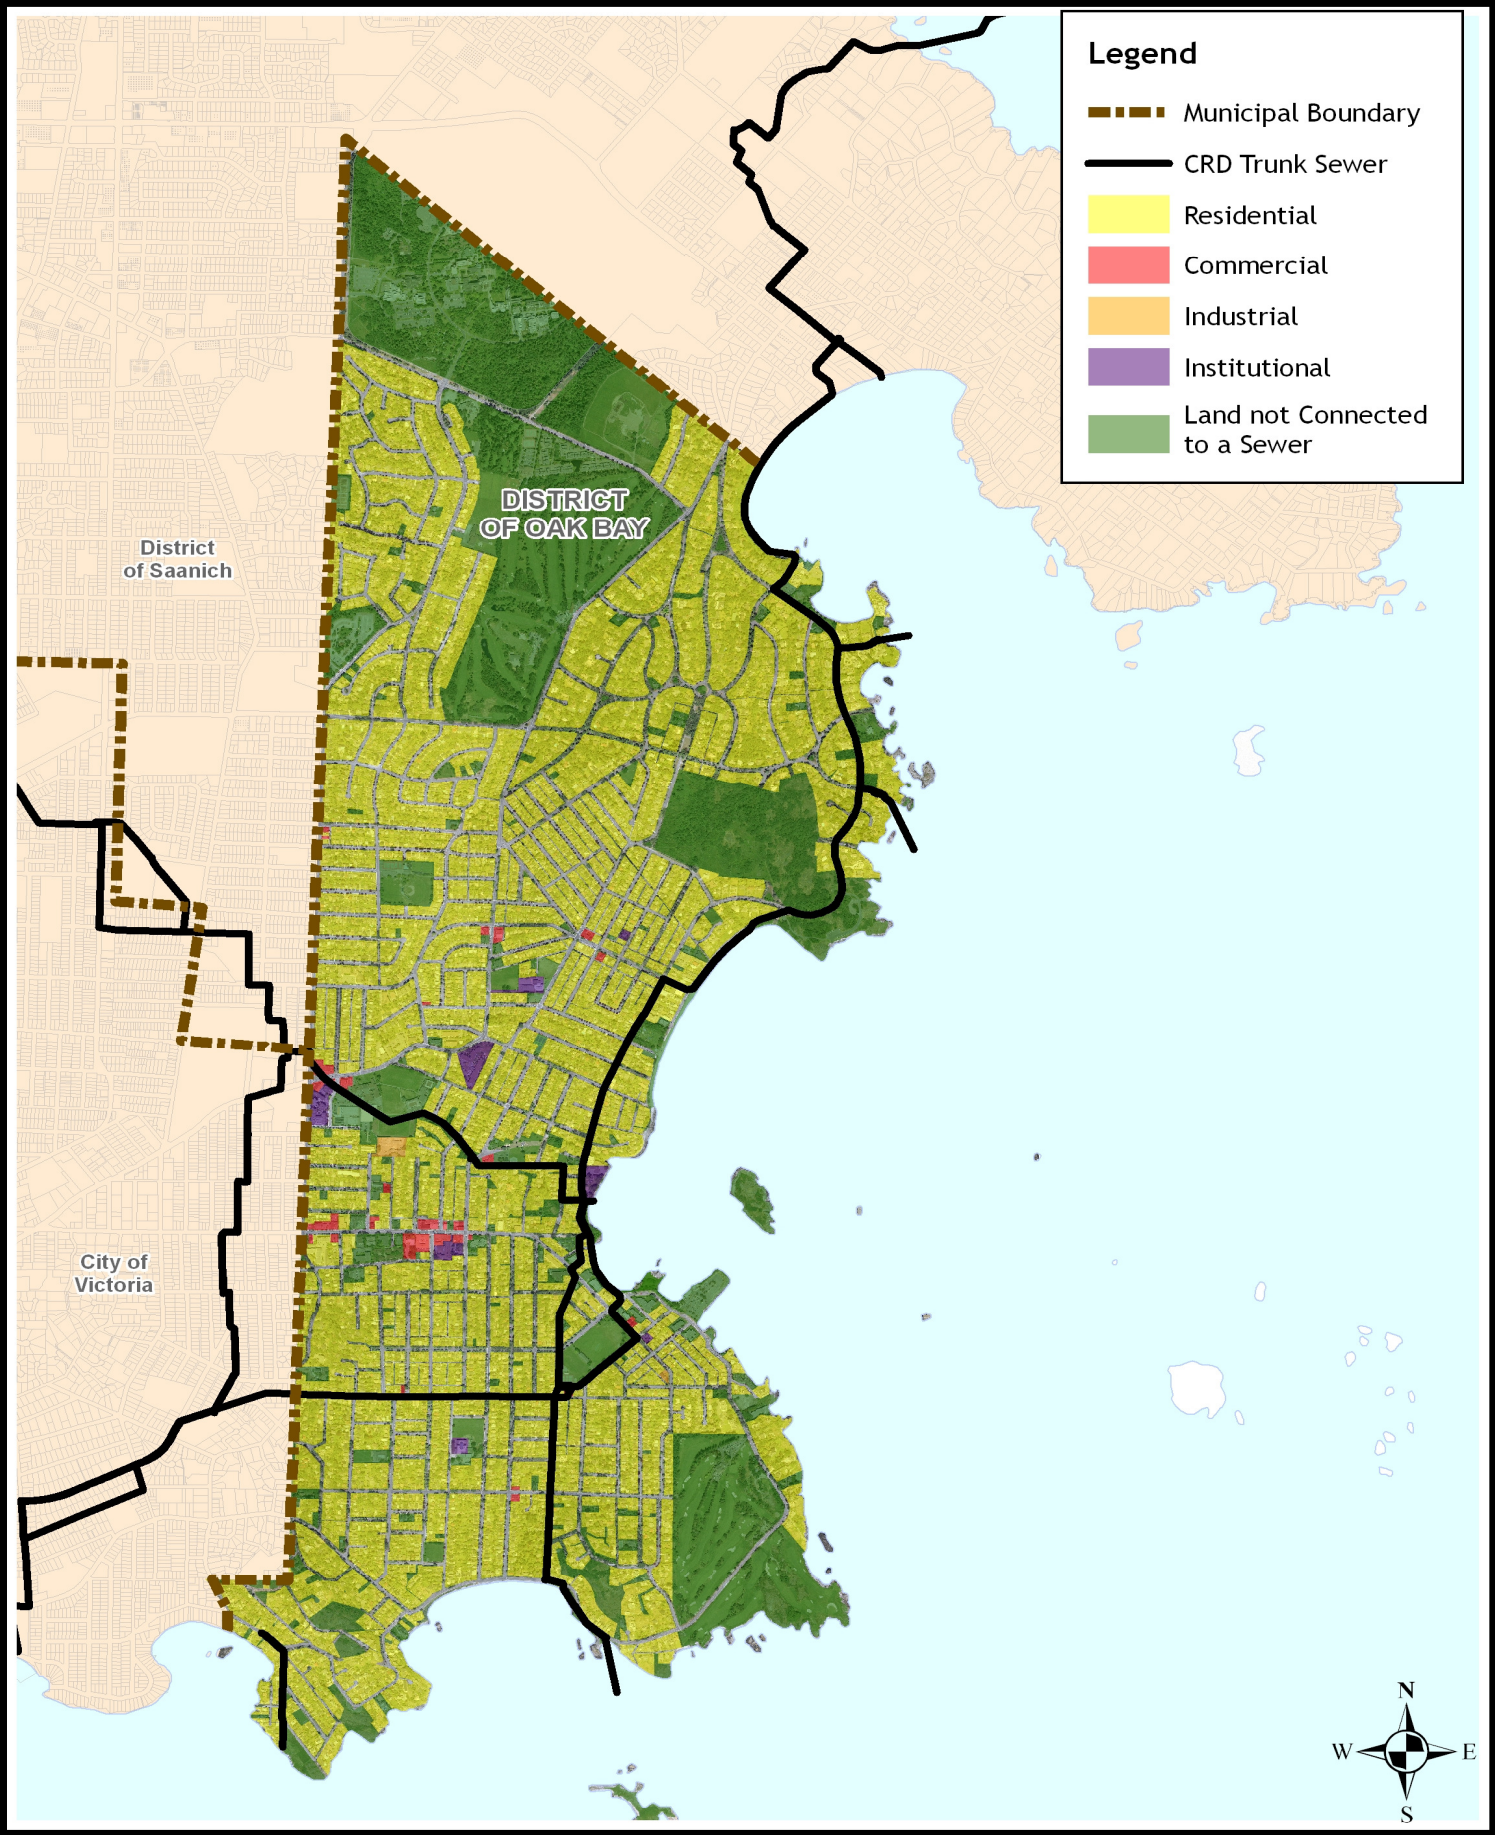 Legend
Municipal Boundary
CRD Trunk Sewer
Residential
Commercial
Industrial
Institutional
Land not Connected
to a Sewer
DISTRICT
OF OAK BAY
District
of Saanich
City of
Victoria
N
W E
S